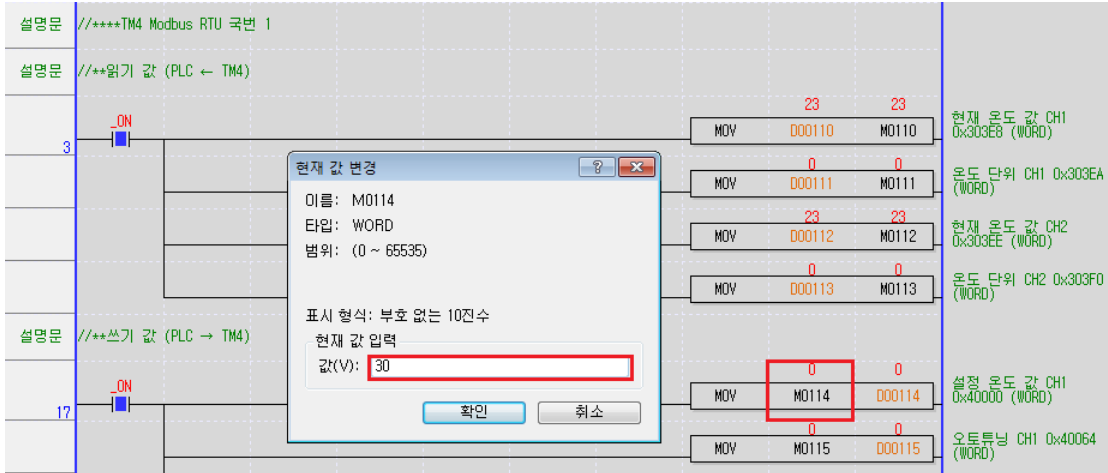 설명문 //****TM4 Modbus RTU 국번 1
설명문 //**읽기 값 (PLC ← TM4)
3
_ON
23 23
MOV D00110 M0110
현재 온도 값 CH1
0x303E8 (WORD)
0 0
MOV D00111 M0111
온도 단위 CH1 0x303EA
(WORD)
23 23
MOV D00112 M0112
현재 온도 값 CH2
0x303EE (WORD)
0 0
MOV D00113 M0113
온도 단위 CH2 0x303F0
(WORD)
현재 값 변경
이름: M0114
타입: WORD
범위: (0 ~ 65535)
표시 형식: 부호 없는 10진수
현재 값 입력
값(V): 30
확인 취소
설명문 //**쓰기 값 (PLC → TM4)
17
_ON
0 0
MOV M0114 D00114
설정 온도 값 CH1
0x40000 (WORD)
0 0
MOV M0115 D00115
오토튜닝 CH1 0x40064
(WORD)